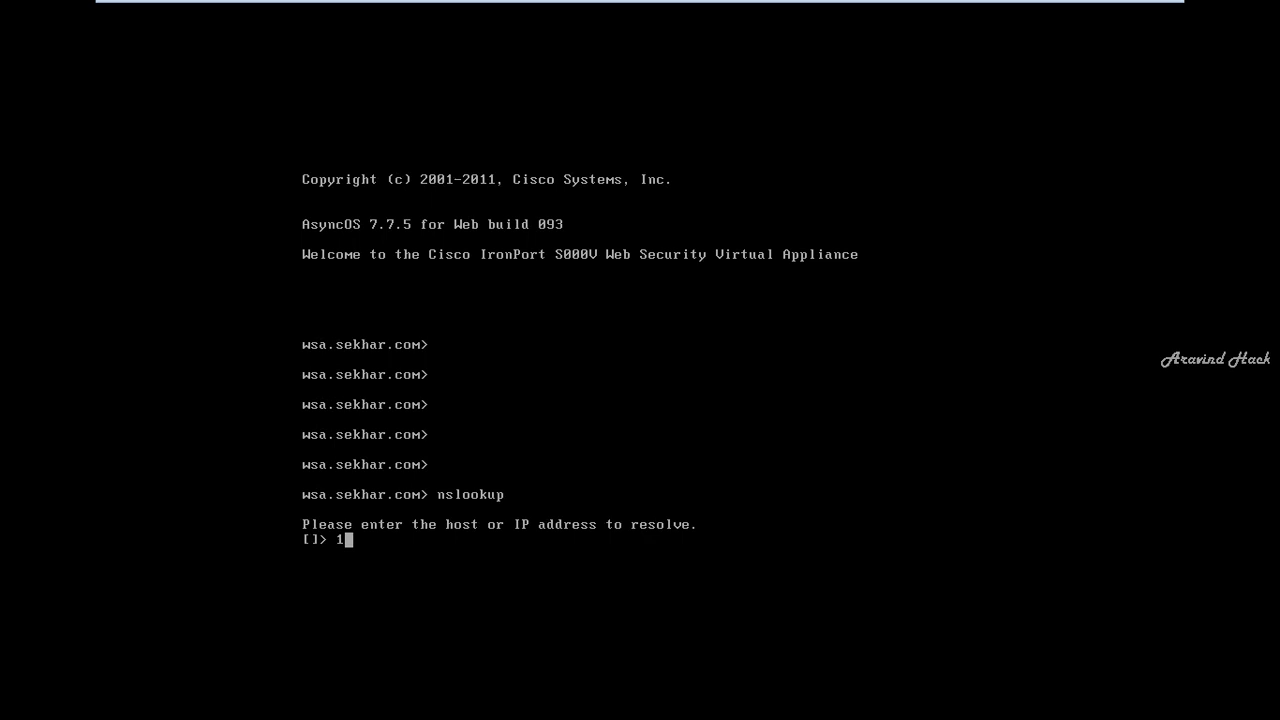 Copyright (c) 2001-2011, Cisco Systems, Inc.
AsyncOS 7.7.5 for Web build 093
Welcome to the Cisco IronPort S000V Web Security Virtual Appliance
wsa.sekhar.com>
wsa.sekhar.com>
wsa.sekhar.com>
Aravind Hack
wsa.sekhar.com>
wsa.sekhar.com>
wsa.sekhar.com> nslookup
Please enter the host or IP address to resolve.
[]> 1